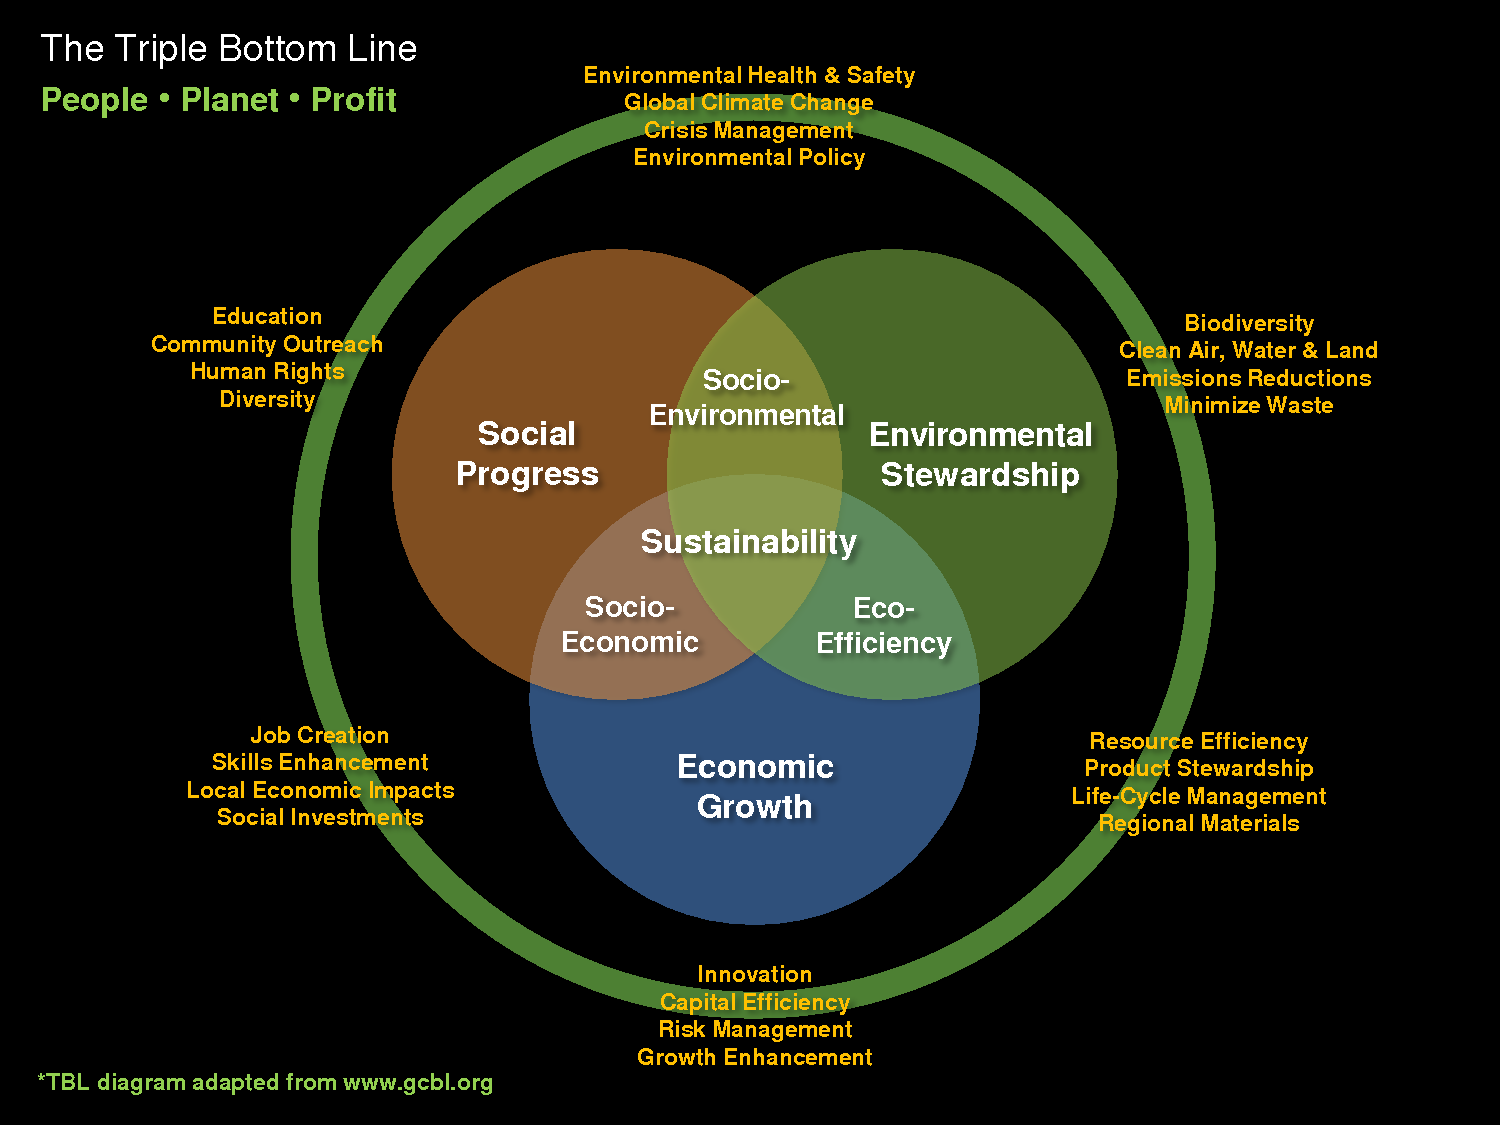 The Triple Bottom Line
People • Planet • Profit
Environmental Health & Safety
Global Climate Change
Crisis Management
Environmental Policy
Education
Community Outreach
Human Rights
Diversity
Biodiversity
Clean Air, Water & Land
Emissions Reductions
Minimize Waste
Socio-
Environmental
Social
Progress
Environmental
Stewardship
Sustainability
Socio-
Economic
Eco-
Efficiency
Job Creation
Skills Enhancement
Local Economic Impacts
Social Investments
Economic
Growth
Resource Efficiency
Product Stewardship
Life-Cycle Management
Regional Materials
Innovation
Capital Efficiency
Risk Management
Growth Enhancement
*TBL diagram adapted from www.gcbl.org